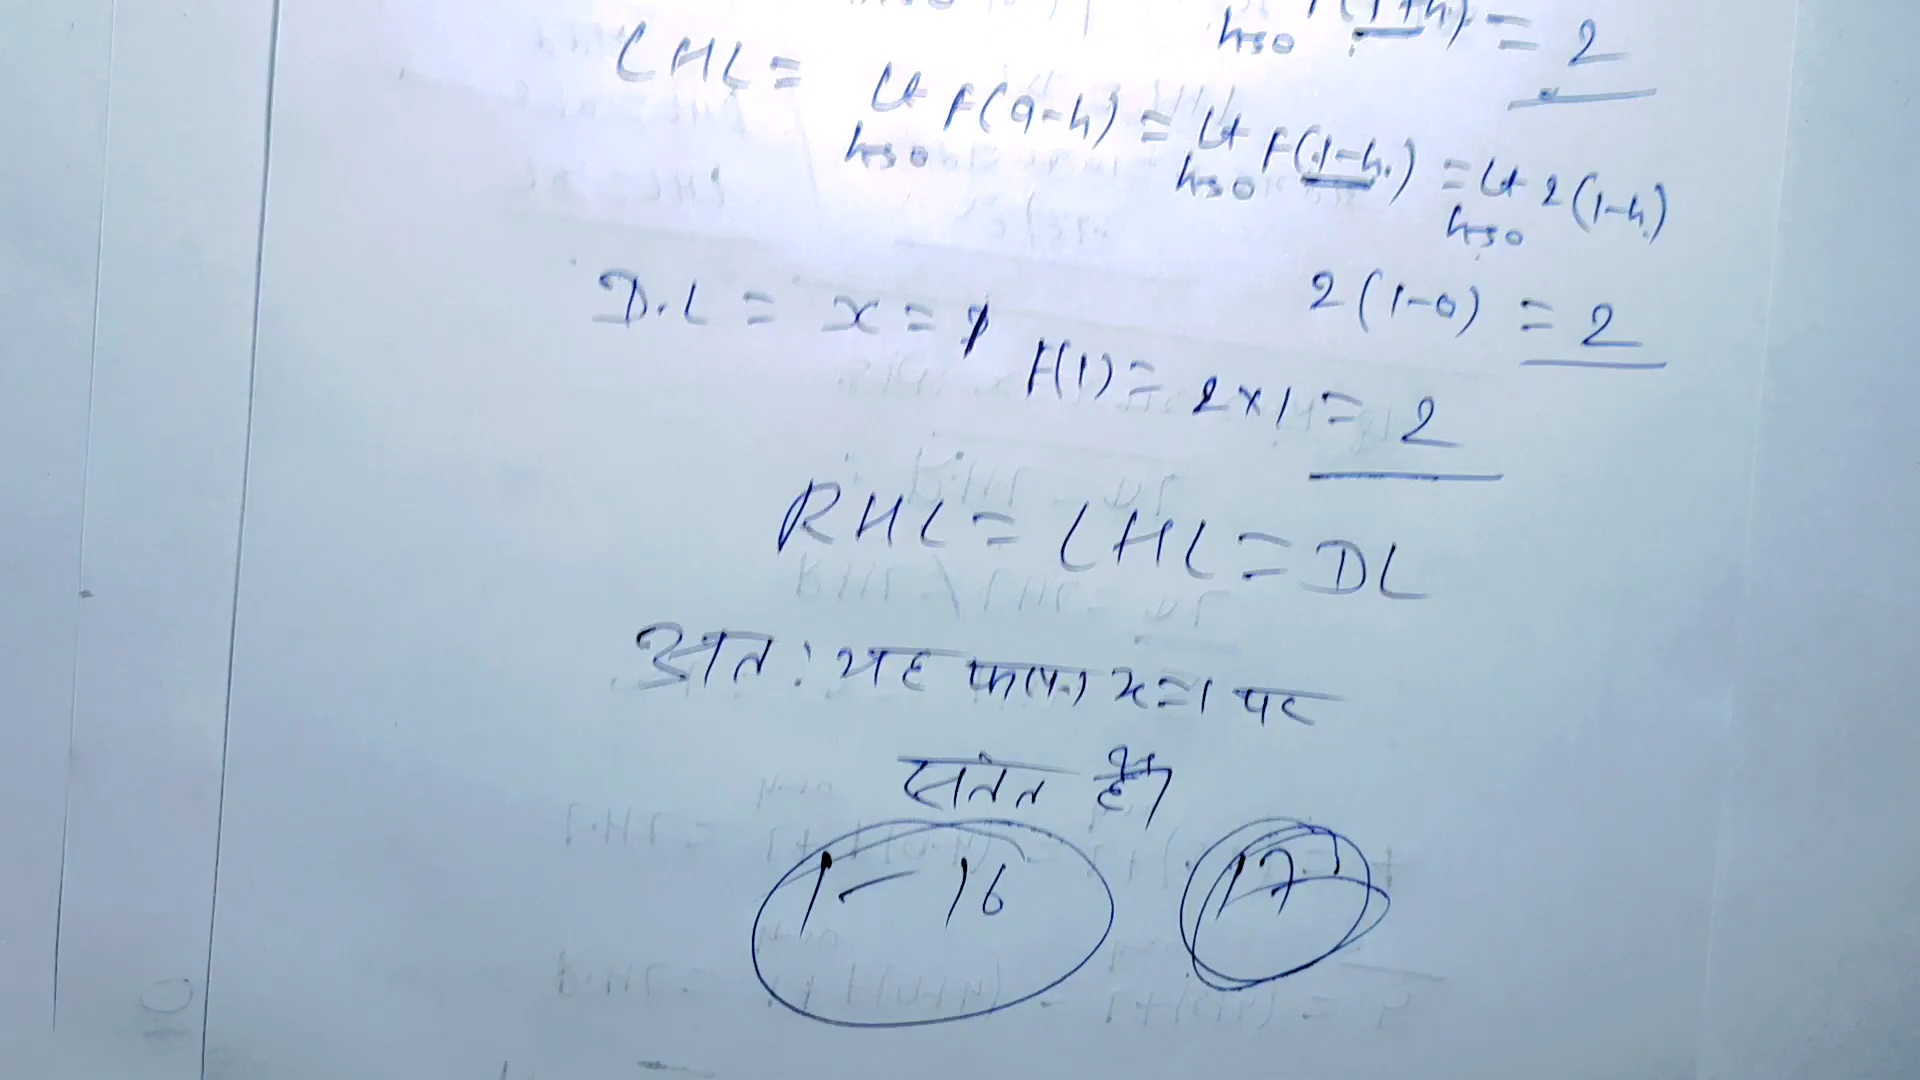 h→0 (1+h) = 2
LHL = Lt h→0 F(a-h) = Lt h→0 F(1-h) = Lt h→0 2(1-h)
2(1-0) = 2
D.L = x = 1 F(1) = 2×1 = 2
RHL = LHL = DL
अत: यह फलन x=1 पर
सतत है।
1 – 16 17